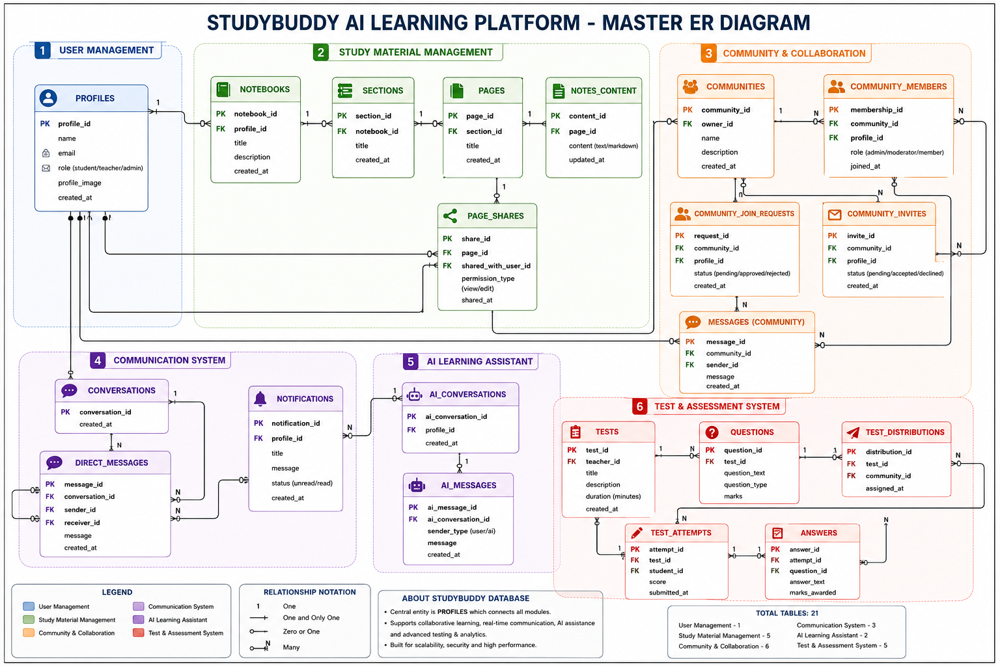 STUDYBUDDY AI LEARNING PLATFORM - MASTER ER DIAGRAM
1 USER MANAGEMENT
PROFILES
PK profile_id
name
email
role (student/teacher/admin)
profile_image
created_at
1
2 STUDY MATERIAL MANAGEMENT
NOTEBOOKS
PK notebook_id
FK profile_id
title
description
created_at
1
SECTIONS
PK section_id
FK notebook_id
title
created_at
1
PAGES
PK page_id
FK section_id
title
created_at
1
NOTES_CONTENT
PK content_id
FK page_id
content (text/markdown)
updated_at
1
PAGE_SHARES
PK share_id
FK page_id
FK shared_with_user_id
permission_type
(view/edit)
shared_at
3 COMMUNITY & COLLABORATION
COMMUNITIES
PK community_id
FK owner_id
name
description
created_at
1
N
COMMUNITY_MEMBERS
PK membership_id
FK community_id
FK profile_id
role (admin/moderator/member)
joined_at
N
N
N
COMMUNITY_JOIN_REQUESTS
PK request_id
FK community_id
FK profile_id
status (pending/approved/rejected)
created_at
COMMUNITY_INVITES
PK invite_id
FK community_id
FK profile_id
status (pending/accepted/declined)
created_at
N
N
MESSAGES (COMMUNITY)
PK message_id
FK community_id
FK sender_id
message
created_at
N
4 COMMUNICATION SYSTEM
CONVERSATIONS
PK conversation_id
created_at
1
N
DIRECT_MESSAGES
PK message_id
FK conversation_id
FK sender_id
FK receiver_id
message
created_at
N
N
NOTIFICATIONS
PK notification_id
FK profile_id
title
message
status (unread/read)
created_at
N
5 AI LEARNING ASSISTANT
1
AI_CONVERSATIONS
PK ai_conversation_id
FK profile_id
created_at
1
AI_MESSAGES
PK ai_message_id
FK ai_conversation_id
sender_type (user/ai)
message
created_at
6 TEST & ASSESSMENT SYSTEM
TESTS
PK test_id
FK teacher_id
title
description
duration (minutes)
created_at
1
N
QUESTIONS
PK question_id
FK test_id
question_text
question_type
marks
1
1
TEST_DISTRIBUTIONS
PK distribution_id
FK test_id
FK community_id
assigned_at
N
N
1
TEST_ATTEMPTS
PK attempt_id
FK test_id
FK student_id
score
submitted_at
1
1
ANSWERS
PK answer_id
FK attempt_id
FK question_id
answer_text
marks_awarded
N
LEGEND
User Management
Study Material Management
Community & Collaboration
Communication System
AI Learning Assistant
Test & Assessment System
RELATIONSHIP NOTATION
1 One
One and Only One
Zero or One
N Many
ABOUT STUDYBUDDY DATABASE
• Central entity is PROFILES which connects all modules.
• Supports collaborative learning, real-time communication, AI assistance
and advanced testing & analytics.
• Built for scalability, security and high performance.
TOTAL TABLES: 21
User Management - 1
Study Material Management - 5
Community & Collaboration - 6
Communication System - 3
AI Learning Assistant - 2
Test & Assessment System - 5